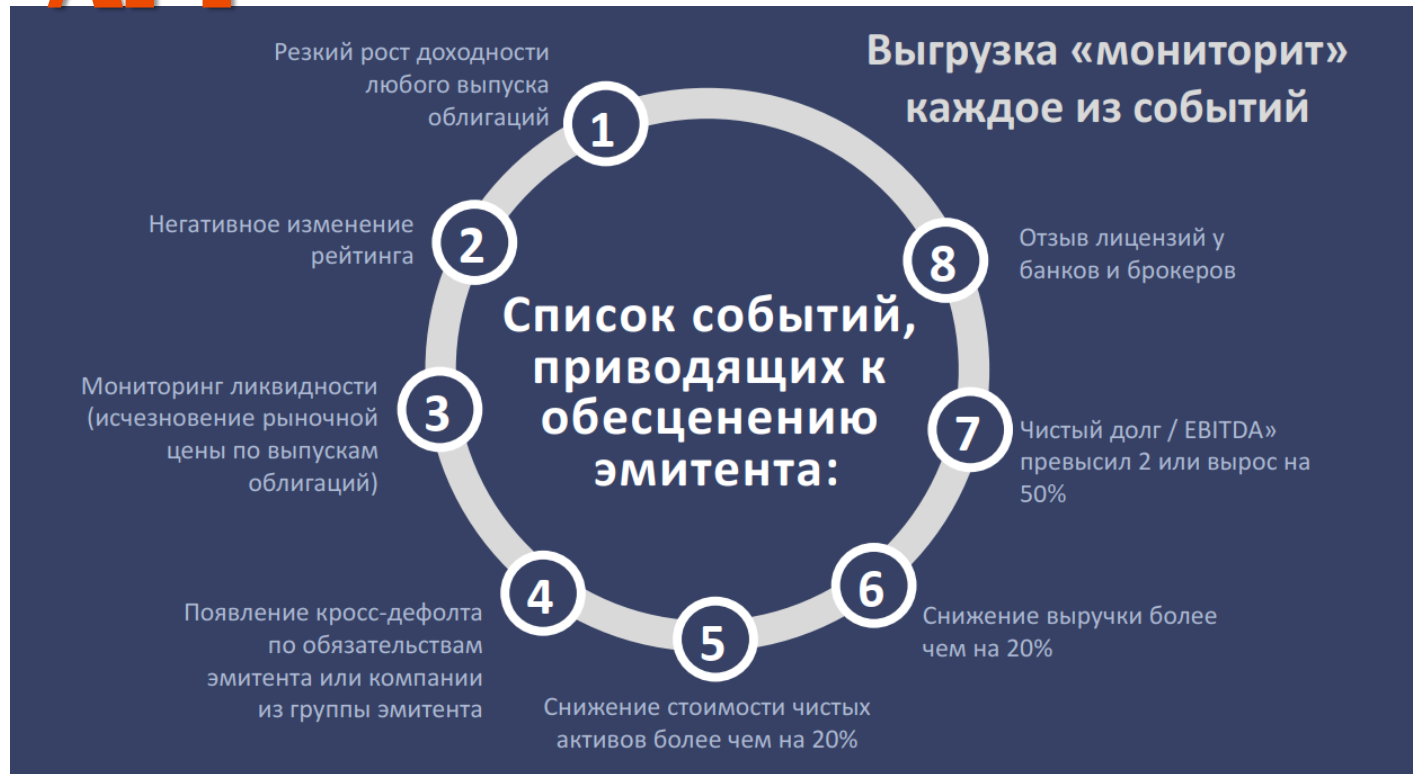 Выгрузка «мониторит»
каждое из событий
Список событий,
приводящих к
обесценению
эмитента:
1
Резкий рост доходности
любого выпуска
облигаций
2
Негативное изменение
рейтинга
3
Мониторинг ликвидности
(исчезновение рыночной
цены по выпускам
облигаций)
4
Появление кросс-дефолта
по обязательствам
эмитента или компании
из группы эмитента
5
Снижение стоимости чистых
активов более чем на 20%
6
Снижение выручки более
чем на 20%
7
Чистый долг / EBITDA»
превысил 2 или вырос на
50%
8
Отзыв лицензий у
банков и брокеров